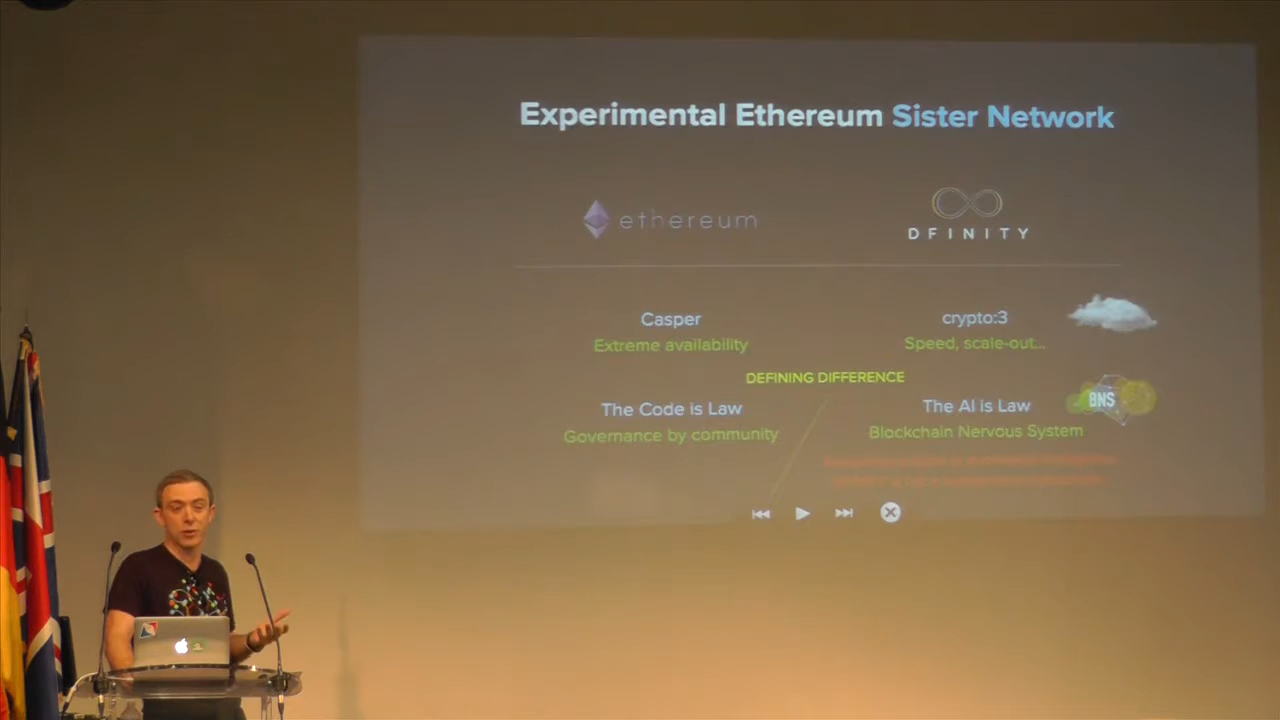 Experimental Ethereum Sister Network
ethereum
DFINITY
Casper
Extreme availability
crypto:3
Speed, scale-out...
DEFINING DIFFERENCE
The Code is Law
Governance by community
The AI is Law
Blockchain Nervous System
BNS